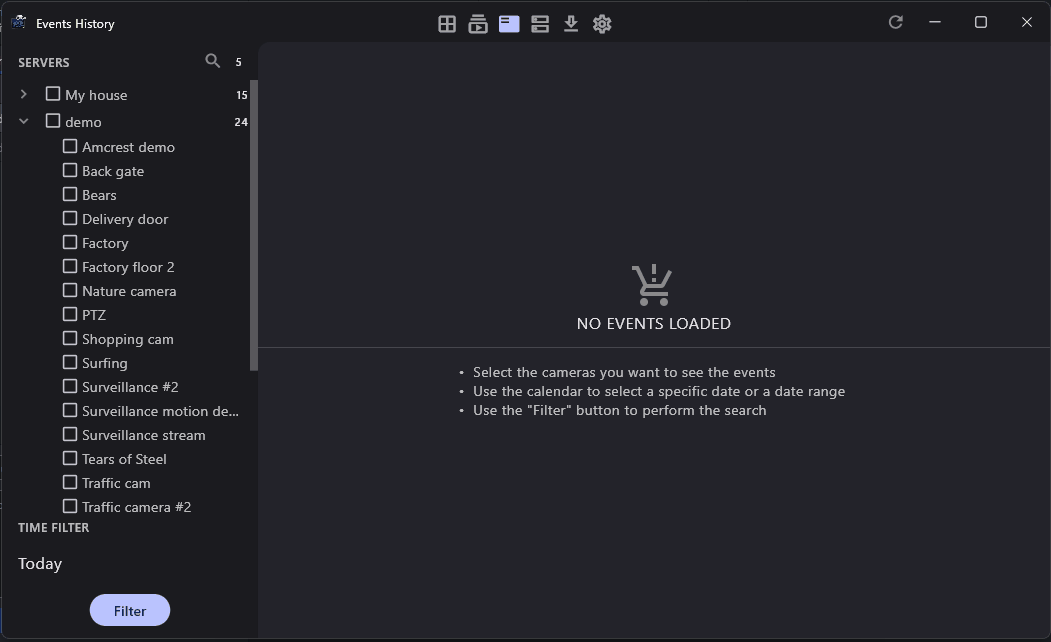 Events History
SERVERS 5
My house 15
demo 24
Amcrest demo
Back gate
Bears
Delivery door
Factory
Factory floor 2
Nature camera
PTZ
Shopping cam
Surfing
Surveillance #2
Surveillance motion de...
Surveillance stream
Tears of Steel
Traffic cam
Traffic camera #2
TIME FILTER
Today
Filter
NO EVENTS LOADED
• Select the cameras you want to see the events
• Use the calendar to select a specific date or a date range
• Use the "Filter" button to perform the search